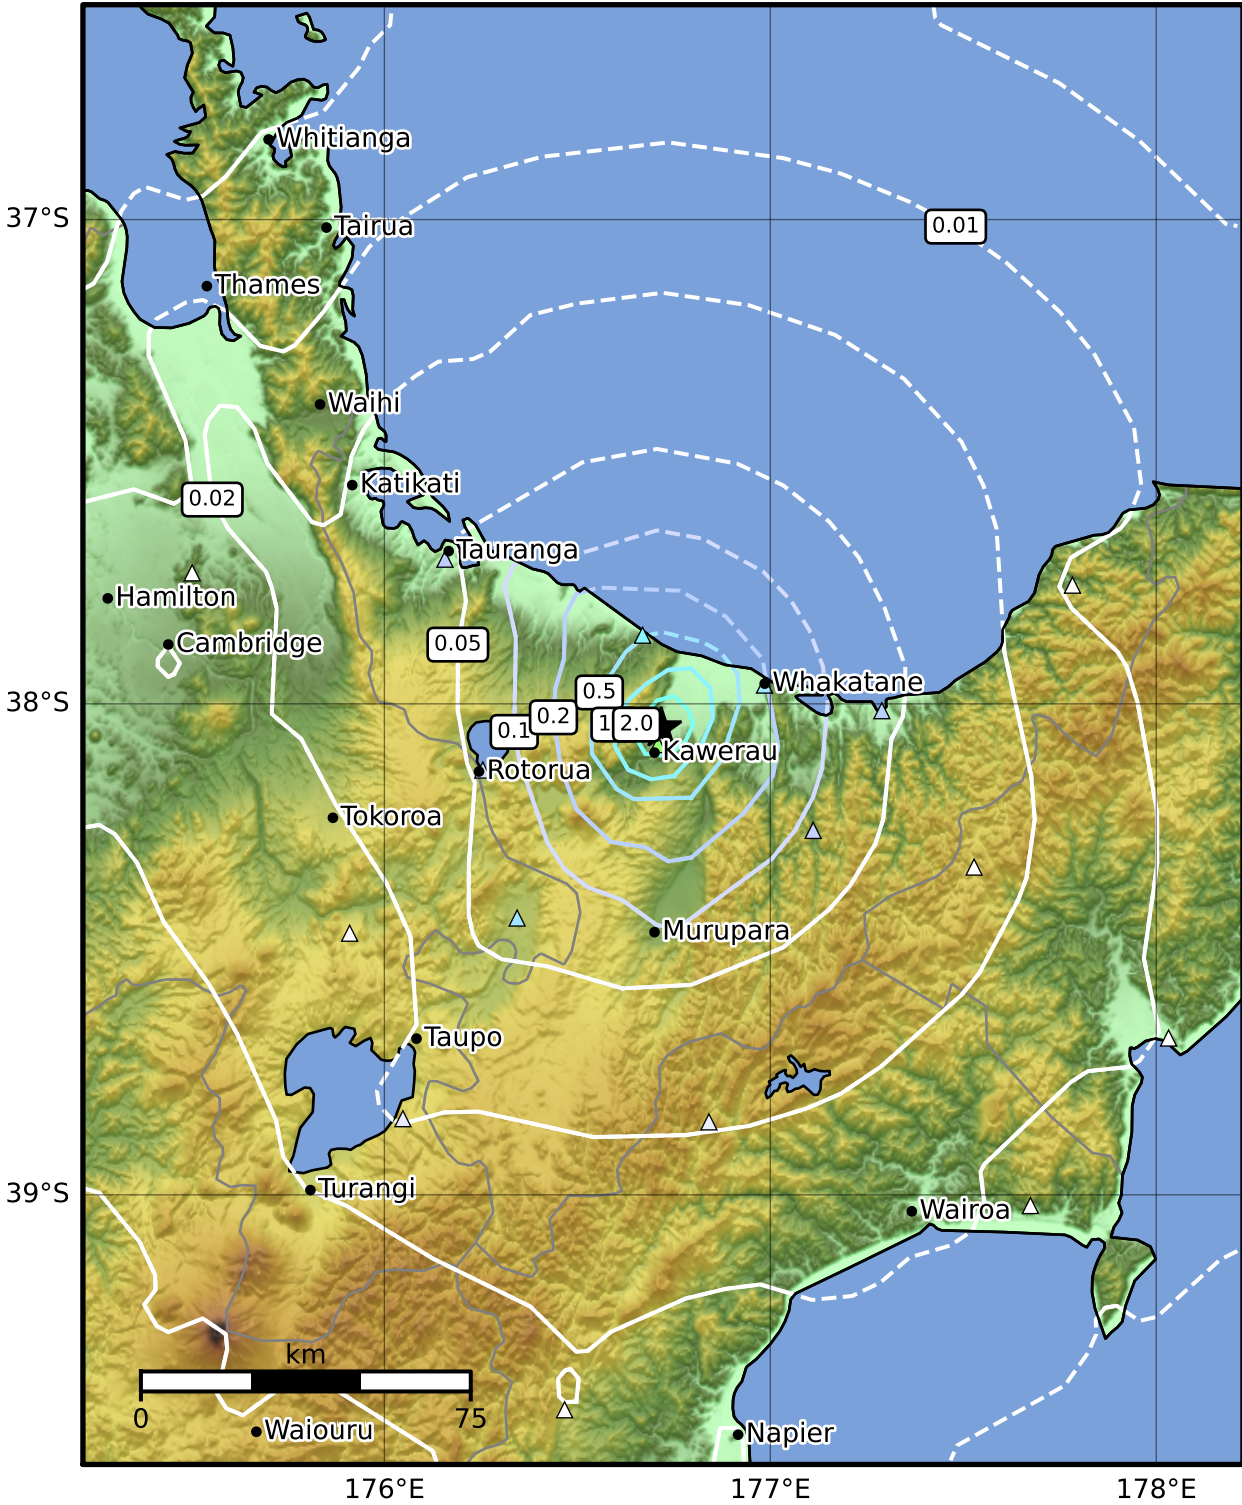 Whitianga
37°S
Tairua
0.01
Thames
Waihi
Katikati
0.02
Tauranga
Hamilton
Cambridge
0.05
Whakatane
0.5
38°S
0.2
0.1
1
2.0
Kawerau
Rotorua
Tokoroa
Murupara
Taupo
Turangi
39°S
Wairoa
km
0
75
Waiouru
Napier
176°E
177°E
178°E